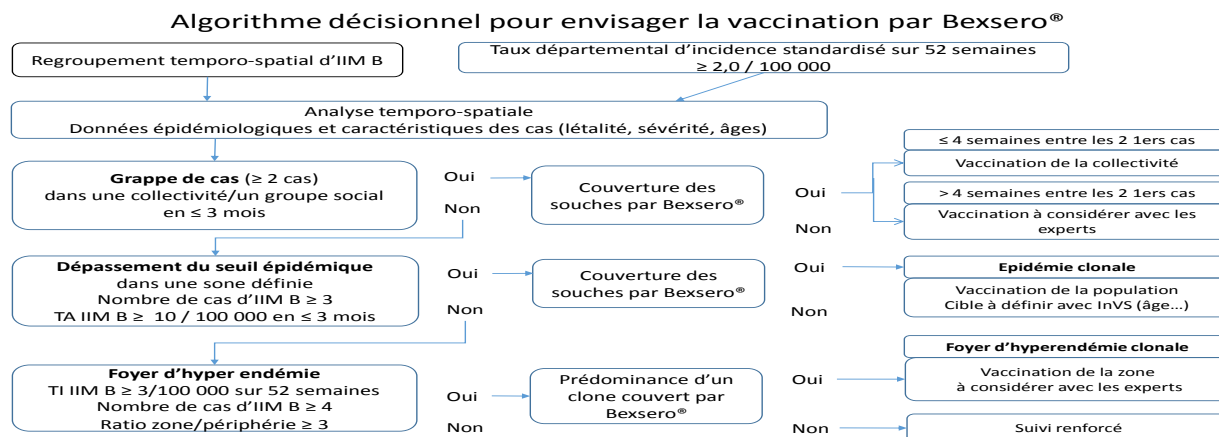 Algorithme décisionnel pour envisager la vaccination par Bexsero®
Regroupement temporo-spatial d'IIM B
Taux départemental d'incidence standardisé sur 52 semaines
≥ 2,0 / 100 000
Analyse temporo-spatiale
Données épidémiologiques et caractéristiques des cas (létalité, sévérité, âges)
Grappe de cas (≥ 2 cas)
dans une collectivité/un groupe social
en ≤ 3 mois
Oui
Non
Couverture des
souches par Bexsero®
Oui
Non
≤ 4 semaines entre les 2 1ers cas
Vaccination de la collectivité
> 4 semaines entre les 2 1ers cas
Vaccination à considérer avec les
experts
Dépassement du seuil épidémique
dans une sone définie
Nombre de cas d'IIM B ≥ 3
TA IIM B ≥ 10 / 100 000 en ≤ 3 mois
Oui
Non
Couverture des
souches par Bexsero®
Oui
Non
Epidémie clonale
Vaccination de la population
Cible à définir avec InVS (âge...)
Foyer d'hyper endémie
TI IIM B ≥ 3/100 000 sur 52 semaines
Nombre de cas d'IIM B ≥ 4
Ratio zone/périphérie ≥ 3
Oui
Non
Prédominance d'un
clone couvert par
Bexsero®
Oui
Non
Foyer d'hyperendémie clonale
Vaccination de la zone
à considérer avec les experts
Suivi renforcé